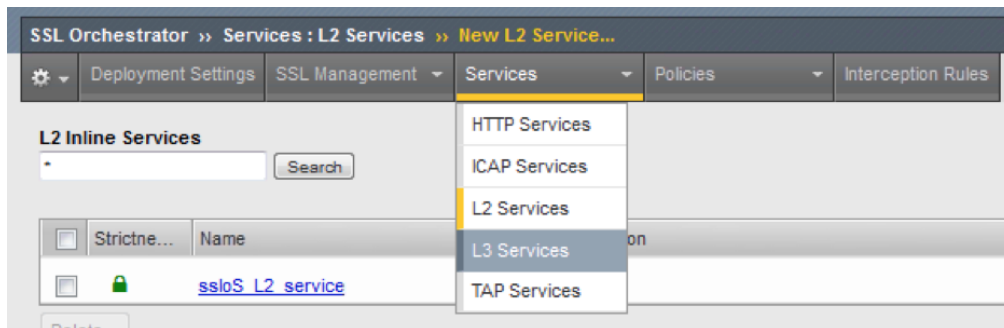 SSL Orchestrator ›› Services : L2 Services ›› New L2 Service...
Deployment Settings SSL Management Services Policies Interception Rules
HTTP Services
L2 Inline Services
* Search
ICAP Services
L2 Services
Strictne... Name on
L3 Services
ssloS_L2_service
TAP Services